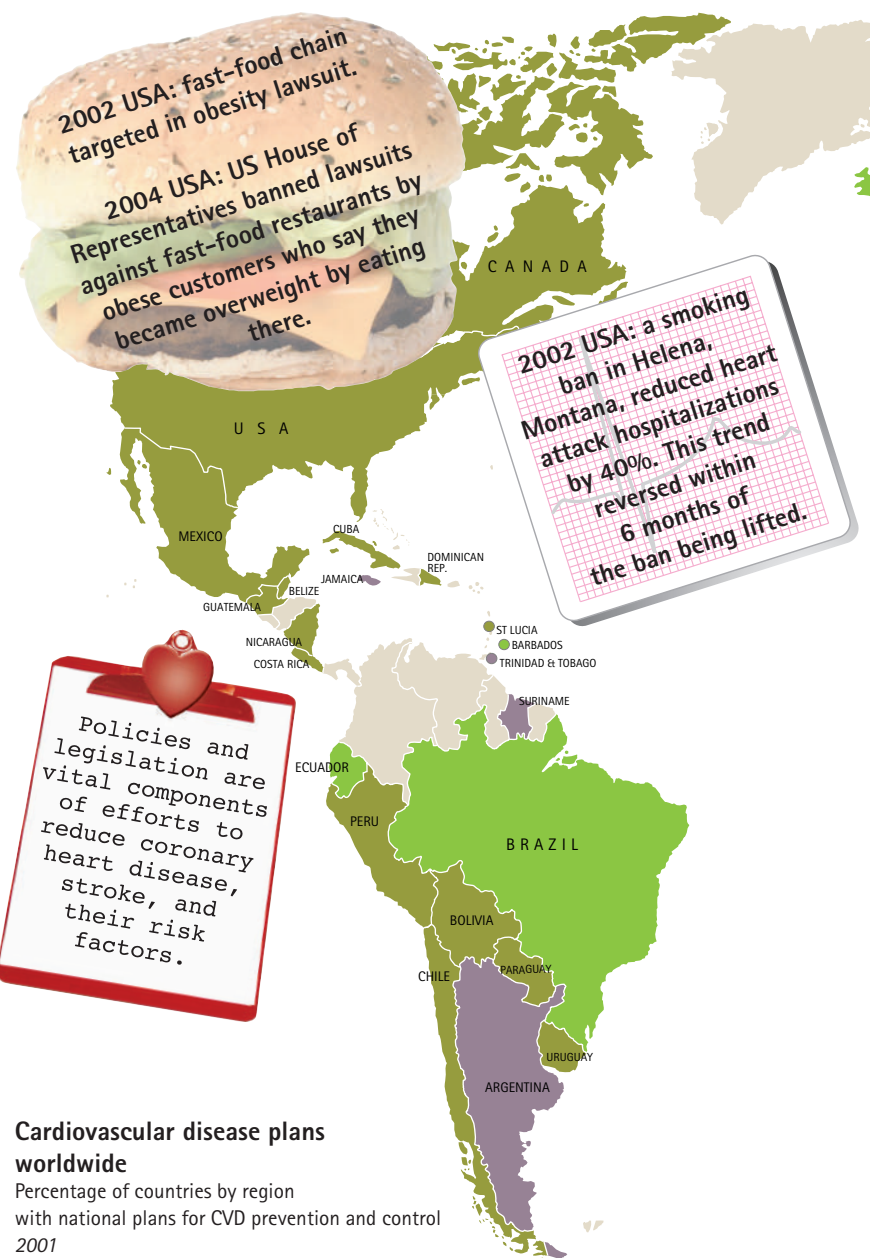 2002 USA: fast-food chain
targeted in obesity lawsuit.
2004 USA: US House of
Representatives banned lawsuits
against fast-food restaurants by
obese customers who say they
became overweight by eating
there.
CANADA
2002 USA: a smoking
ban in Helena,
Montana, reduced heart
attack hospitalizations
by 40%. This trend
reversed within
6 months of
the ban being lifted.
USA
MEXICO
CUBA
DOMINICAN
REP.
JAMAICA
BELIZE
GUATEMALA
NICARAGUA
COSTA RICA
ST LUCIA
BARBADOS
TRINIDAD & TOBAGO
SURINAME
Policies and
legislation are
vital components
of efforts to
reduce coronary
heart disease,
stroke, and
their risk
factors.
ECUADOR
PERU
BRAZIL
BOLIVIA
PARAGUAY
CHILE
URUGUAY
ARGENTINA
Cardiovascular disease plans
worldwide
Percentage of countries by region
with national plans for CVD prevention and control
2001